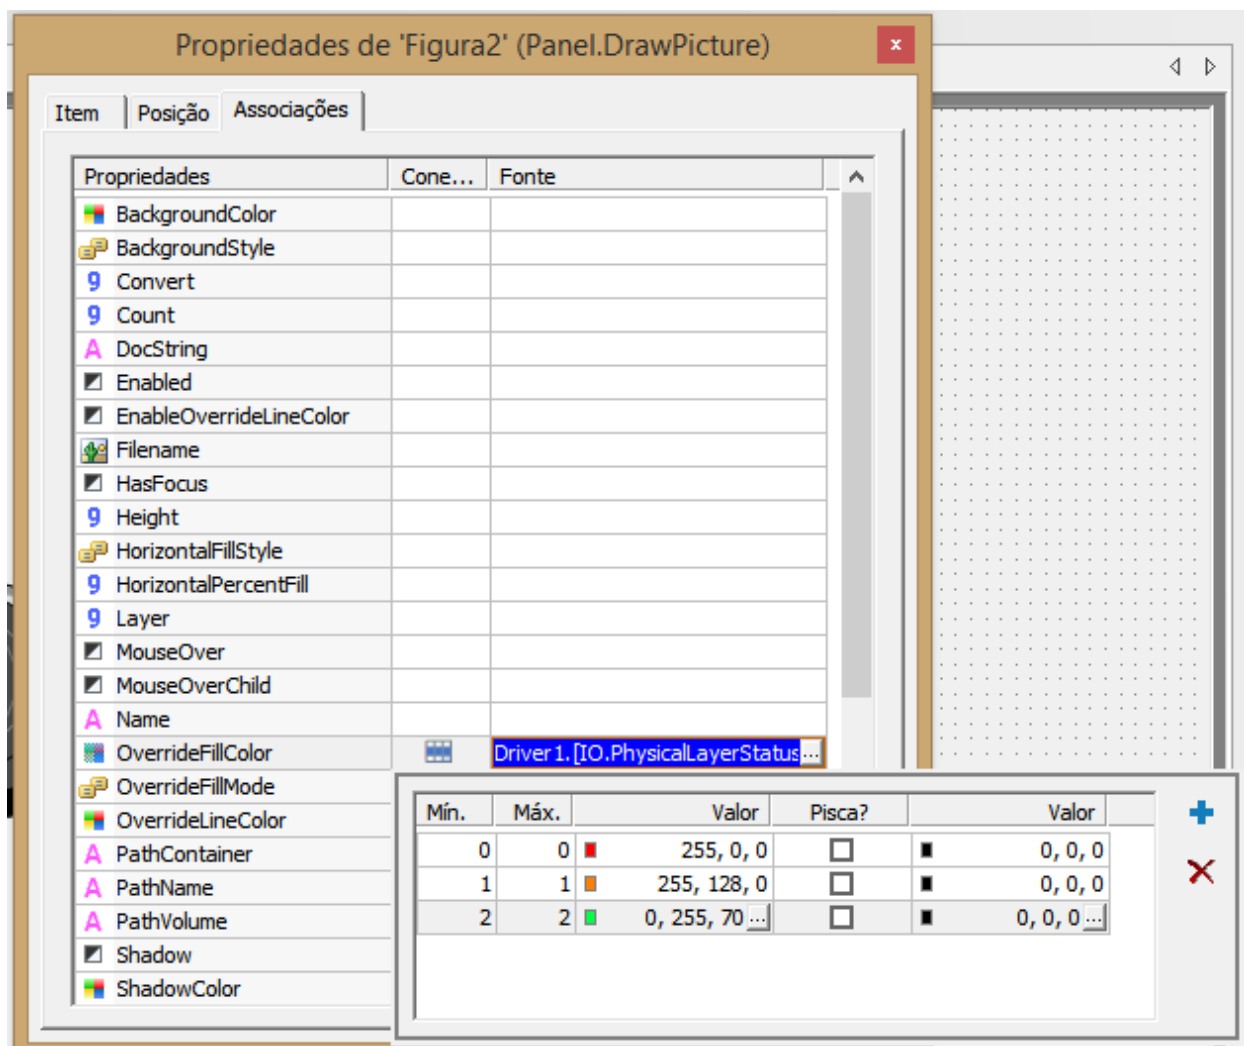 Propriedades de 'Figura2' (Panel.DrawPicture)
Item Posição Associações
Propriedades Cone... Fonte
BackgroundColor
BackgroundStyle
Convert
Count
DocString
Enabled
EnableOverrideLineColor
Filename
HasFocus
Height
HorizontalFillStyle
HorizontalPercentFill
Layer
MouseOver
MouseOverChild
Name
OverrideFillColor Driver1.[IO.PhysicalLayerStatus ...
OverrideFillMode
OverrideLineColor
PathContainer
PathName
PathVolume
Shadow
ShadowColor
Mín. Máx. Valor Pisca? Valor
0 0 255, 0, 0 0, 0, 0
1 1 255, 128, 0 0, 0, 0
2 2 0, 255, 70 ... 0, 0, 0 ...